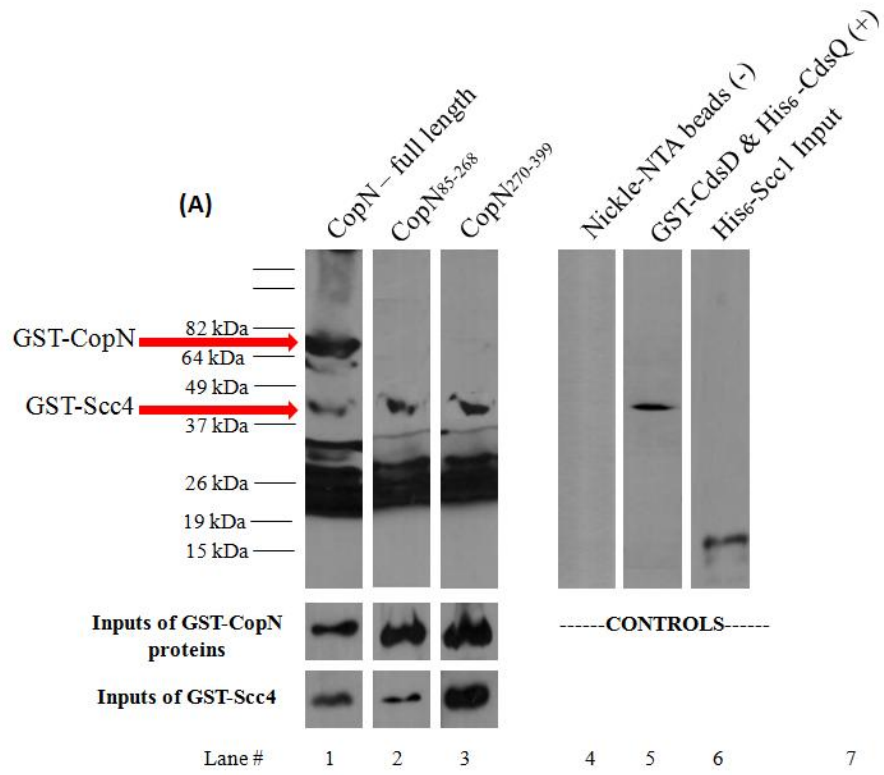 (A)
CopN – full length
CopN85-268
CopN270-399
Nickle-NTA beads (-)
GST-CdsD & His6 -CdsQ (+)
His6-Scc1 Input
82 kDa
GST-CopN
64 kDa
49 kDa
GST-Scc4
37 kDa
26 kDa
19 kDa
15 kDa
Inputs of GST-CopN
proteins
------CONTROLS------
Inputs of GST-Scc4
Lane # 1 2 3 4 5 6 7